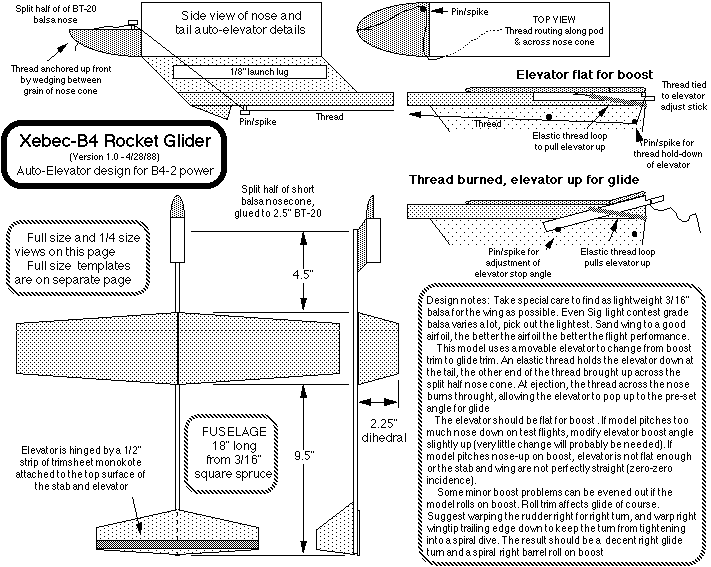 Split half of of BT-20
balsa nose
Side view of nose and
tail auto-elevator details
Pin/spike
TOP VIEW
Thread routing along pod
& across nose cone
Thread anchored up front
by wedging between
grain of nose cone
1/8" launch lug
Pin/spike
Thread
Elevator flat for boost
Thread tied
to elevator
adjust stick
Thread
Elastic thread loop
to pull elevator up
Pin/spike for
thread hold-down
of elevator
Xebec-B4 Rocket Glider
(Version 1.0 - 4/28/88)
Auto-Elevator design for B4-2 power
Thread burned, elevator up for glide
Pin/spike for
adjustment of
elevator stop angle
Elastic thread loop
pulls elevator up
Split half of short
balsa nosecone,
glued to 2.5" BT-20
Full size and 1/4 size
views on this page
Full size templates
are on separate page
4.5"
2.25"
dihedral
FUSELAGE
18" long
from 3/16"
square spruce
9.5"
Elevator is hinged by a 1/2"
strip of trimsheet monokote
attached to the top surface of
the stab and elevator
Design notes: Take special care to find as lightweight 3/16"
balsa for the wing as possible. Even Sig light contest grade
balsa varies a lot, pick out the lightest. Sand wing to a good
airfoil, the better the airfoil the better the flight performance.
This model uses a movable elevator to change from boost
trim to glide trim. An elastic thread holds the elevator down at
the tail, the other end of the thread brought up across the
split half nose cone. At ejection, the thread across the nose
burns throught, allowing the elevator to pop up to the pre-set
angle for glide
The elevator should be flat for boost . If model pitches too
much nose down on test flights, modify elevator boost angle
slightly up (very little change will probably be needed). If
model pitches nose-up on boost, elevator is not flat enough
or the stab and wing are not perfectly straight (zero-zero
incidence).
Some minor boost problems can be evened out if the
model rolls on boost. Roll trim affects glide of course.
Suggest warping the rudder right for right turn, and warp right
wingtip trailing edge down to keep the turn from tightening
into a spiral dive. The result should be a decent right glide
turn and a spiral right barrel roll on boost